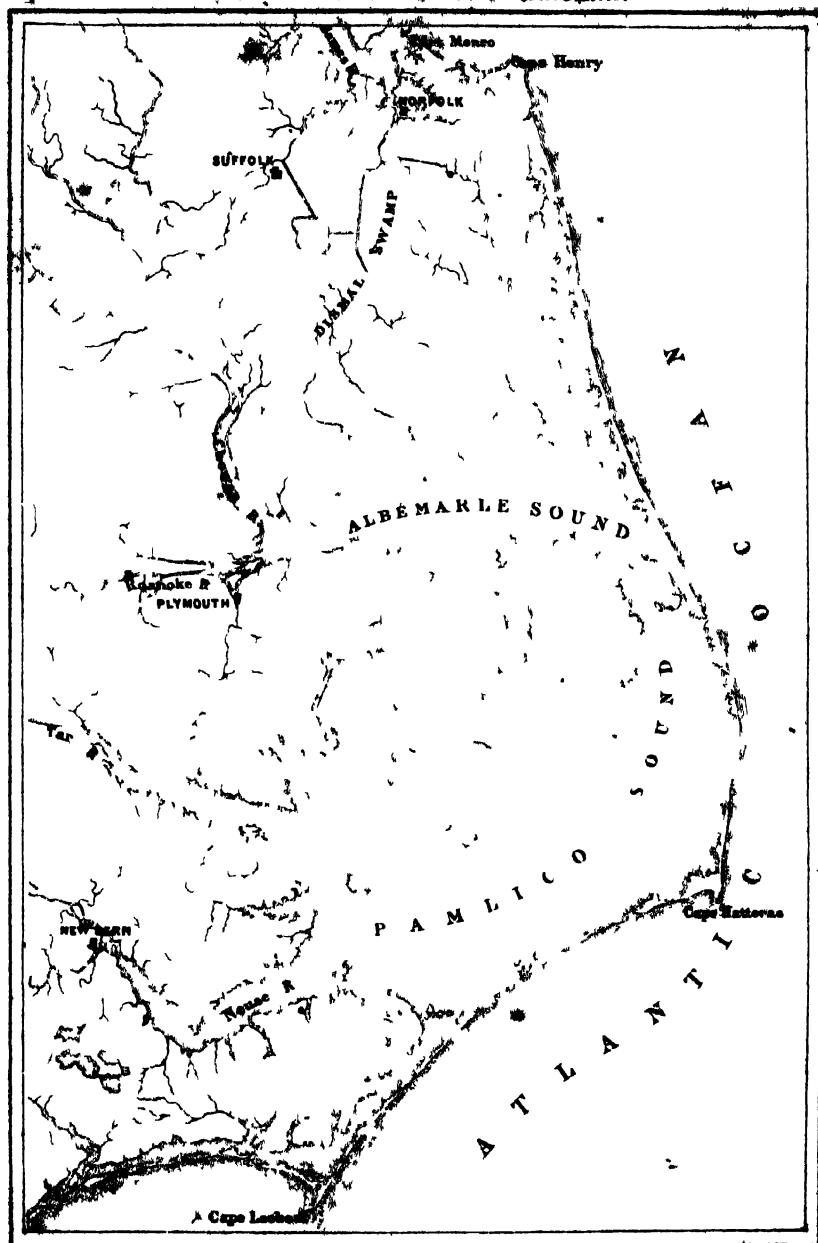 Cape Henry
NORFOLK
SUFFOLK
DISMAL SWAMP
ALBEMARLE SOUND
Roanoke R
PLYMOUTH
Tar R
PAMLICO SOUND
Cape Hatteras
NEW BERN
Neuse R
ATLANTIC OCEAN
Cape Lookout